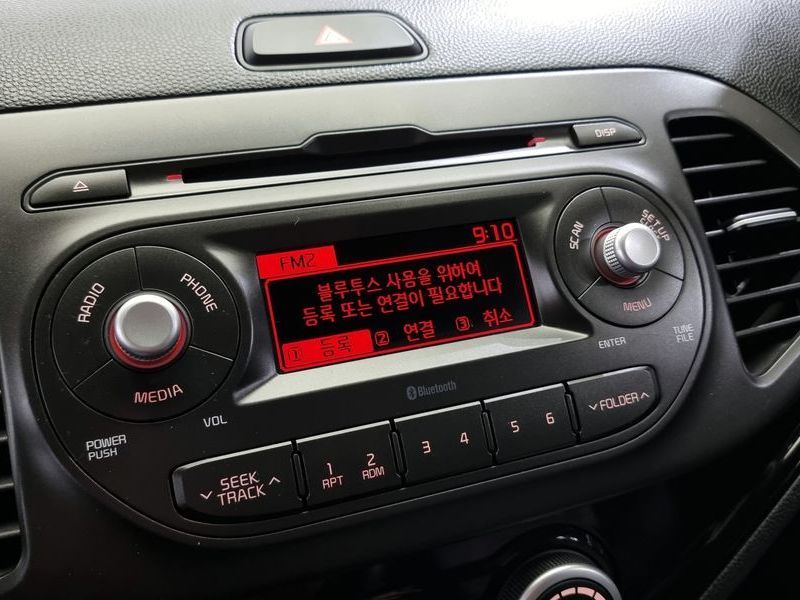 DISP
9:10
FM2
블루투스 사용을 위하여
등록 또는 연결이 필요합니다
① 등록 ② 연결 ③ 취소
RADIO
PHONE
MEDIA
POWER
PUSH
VOL
SCAN
SETUP
MENU
ENTER
TUNE
FILE
Bluetooth
SEEK
TRACK
1 RPT
2 RDM
3 4
5 6
FOLDER